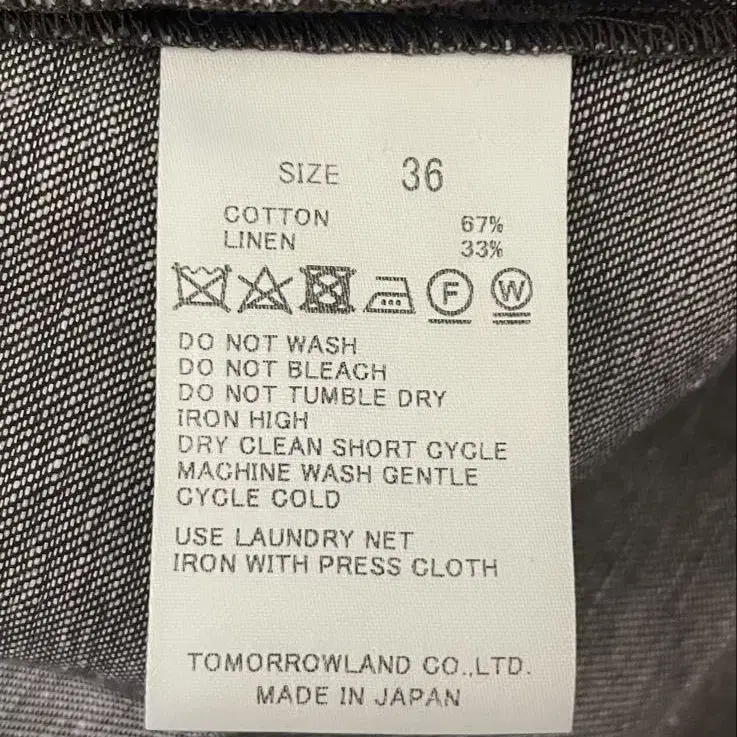 SIZE 36
COTTON 67%
LINEN 33%
F W
DO NOT WASH
DO NOT BLEACH
DO NOT TUMBLE DRY
IRON HIGH
DRY CLEAN SHORT CYCLE
MACHINE WASH GENTLE
CYCLE COLD
USE LAUNDRY NET
IRON WITH PRESS CLOTH
TOMORROWLAND CO.,LTD.
MADE IN JAPAN